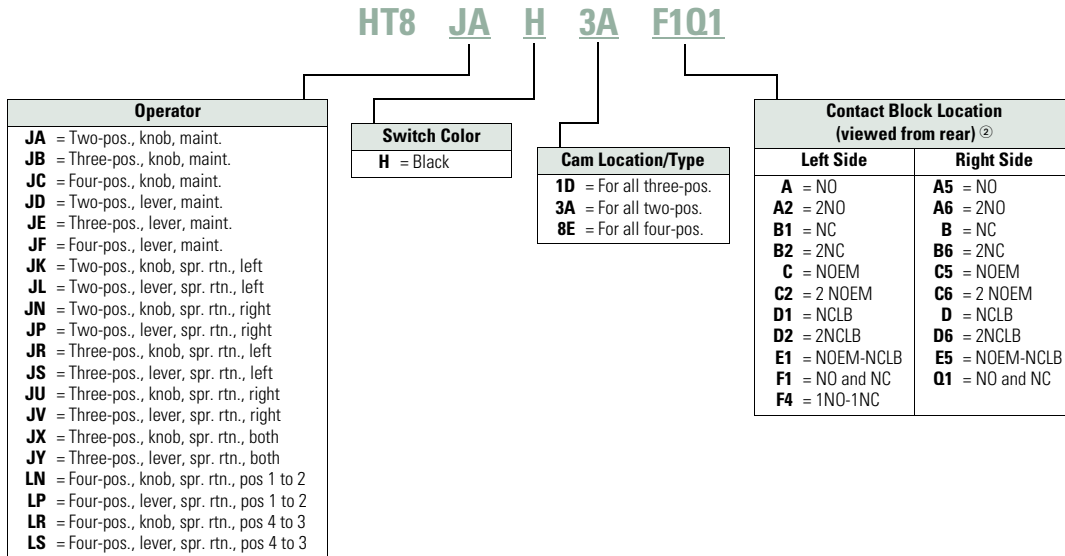 HT8 JA H 3A F1Q1
Operator
JA = Two-pos., knob, maint.
JB = Three-pos., knob, maint.
JC = Four-pos., knob, maint.
JD = Two-pos., lever, maint.
JE = Three-pos., lever, maint.
JF = Four-pos., lever, maint.
JK = Two-pos., knob, spr. rtn., left
JL = Two-pos., lever, spr. rtn., left
JN = Two-pos., knob, spr. rtn., right
JP = Two-pos., lever, spr. rtn., right
JR = Three-pos., knob, spr. rtn., left
JS = Three-pos., lever, spr. rtn., left
JU = Three-pos., knob, spr. rtn., right
JV = Three-pos., lever, spr. rtn., right
JX = Three-pos., knob, spr. rtn., both
JY = Three-pos., lever, spr. rtn., both
LN = Four-pos., knob, spr. rtn., pos 1 to 2
LP = Four-pos., lever, spr. rtn., pos 1 to 2
LR = Four-pos., knob, spr. rtn., pos 4 to 3
LS = Four-pos., lever, spr. rtn., pos 4 to 3
Switch Color
H = Black
Cam Location/Type
1D = For all three-pos.
3A = For all two-pos.
8E = For all four-pos.
Contact Block Location
(viewed from rear) ②
Left Side
A = NO
A2 = 2NO
B1 = NC
B2 = 2NC
C = NOEM
C2 = 2 NOEM
D1 = NCLB
D2 = 2NCLB
E1 = NOEM-NCLB
F1 = NO and NC
F4 = 1NO-1NC
Right Side
A5 = NO
A6 = 2NO
B = NC
B6 = 2NC
C5 = NOEM
C6 = 2 NOEM
D = NCLB
D6 = 2NCLB
E5 = NOEM-NCLB
Q1 = NO and NC